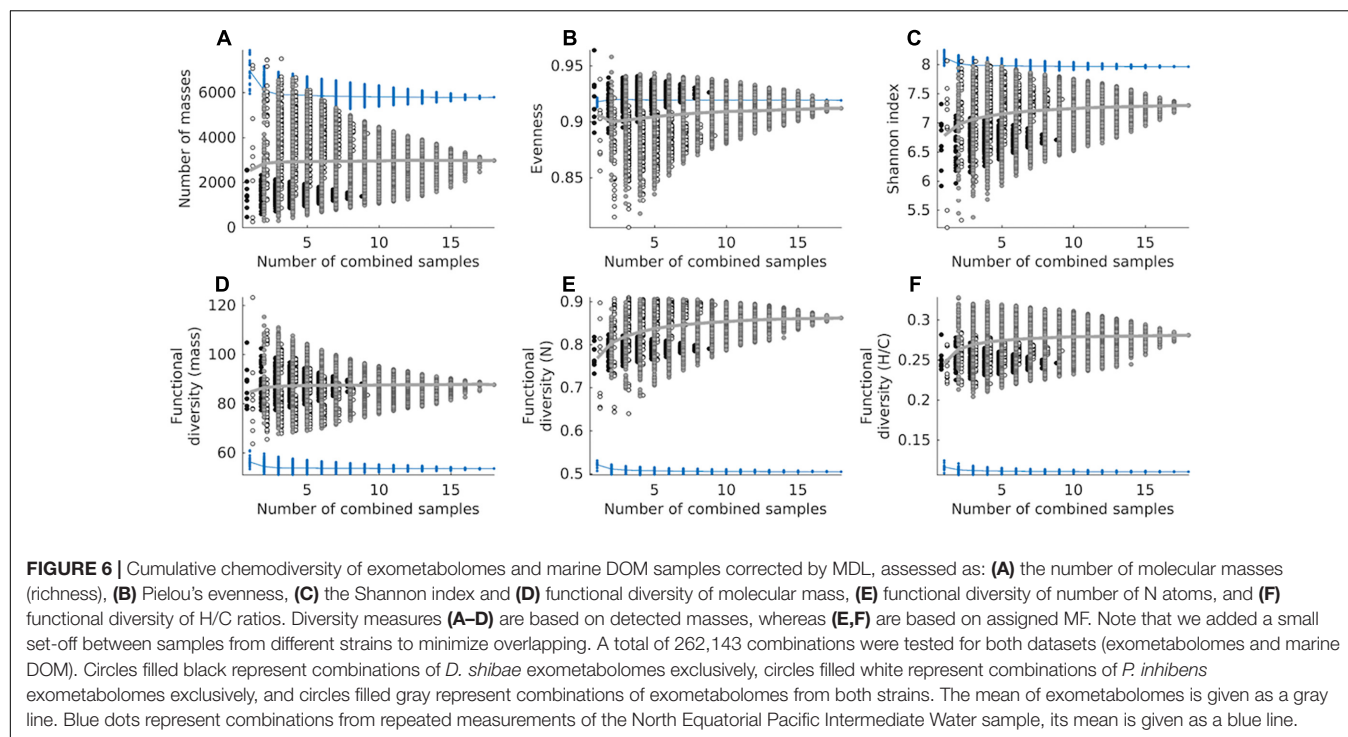 A
B
C
Number of masses
6000
4000
2000
0
5
10
15
Number of combined samples
Evenness
0.95
0.9
0.85
5
10
15
Number of combined samples
Shannon index
8
7.5
7
6.5
6
5.5
5
10
15
Number of combined samples
D
E
F
Functional
diversity (mass)
120
100
80
60
5
10
15
Number of combined samples
Functional
diversity (N)
0.9
0.8
0.7
0.6
0.5
5
10
15
Number of combined samples
Functional
diversity (H/C)
0.3
0.25
0.2
0.15
5
10
15
Number of combined samples
FIGURE 6 | Cumulative chemodiversity of exometabolomes and marine DOM samples corrected by MDL, assessed as: (A) the number of molecular masses
(richness), (B) Pielou's evenness, (C) the Shannon index and (D) functional diversity of molecular mass, (E) functional diversity of number of N atoms, and (F)
functional diversity of H/C ratios. Diversity measures (A–D) are based on detected masses, whereas (E,F) are based on assigned MF. Note that we added a small
set-off between samples from different strains to minimize overlapping. A total of 262,143 combinations were tested for both datasets (exometabolomes and marine
DOM). Circles filled black represent combinations of D. shibae exometabolomes exclusively, circles filled white represent combinations of P. inhibens
exometabolomes exclusively, and circles filled gray represent combinations of exometabolomes from both strains. The mean of exometabolomes is given as a gray
line. Blue dots represent combinations from repeated measurements of the North Equatorial Pacific Intermediate Water sample, its mean is given as a blue line.